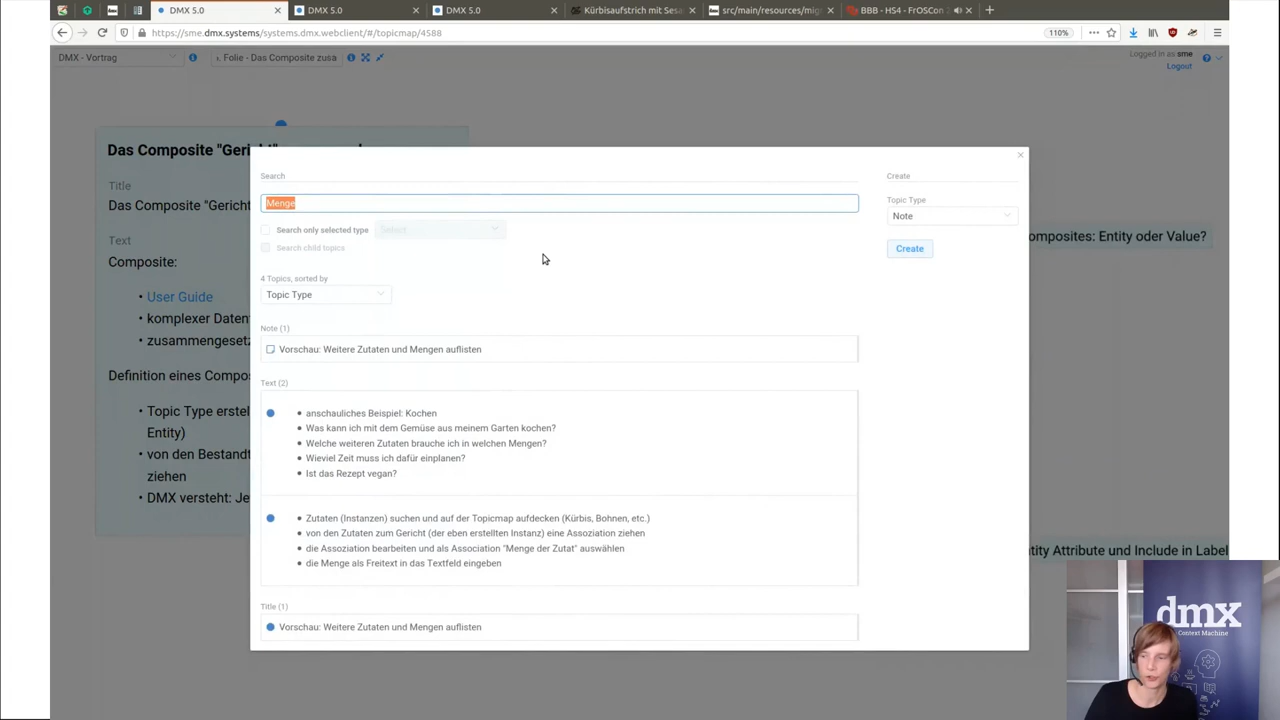 DMX 5.0
DMX 5.0
DMX 5.0
Kürbisaufstrich mit Sesa
src/main/resources/mig
BBB - HS4 - FrOSCon
https://sme.dmx.systems/systems.dmx.webclient/#/topicmap/4588
110%
DMX - Vortrag
Folie - Das Composite zusa
Logged in as sme
Logout
Das Composite "Geri
Title
Das Composite "Gericht
Text
Composite:
User Guide
komplexer Daten
zusammengeset
Definition eines Compos
Topic Type erstel
Entity)
von den Bestandt
ziehen
DMX versteht: Je
Search
Menge
Search only selected type
Select
Search child topics
4 Topics, sorted by
Topic Type
Note (1)
Vorschau: Weitere Zutaten und Mengen auflisten
Text (2)
anschauliches Beispiel: Kochen
Was kann ich mit dem Gemüse aus meinem Garten kochen?
Welche weiteren Zutaten brauche ich in welchen Mengen?
Wieviel Zeit muss ich dafür einplanen?
Ist das Rezept vegan?
Zutaten (Instanzen) suchen und auf der Topicmap aufdecken (Kürbis, Bohnen, etc.)
von den Zutaten zum Gericht (der eben erstellten Instanz) eine Assoziation ziehen
die Assoziation bearbeiten und als Association "Menge der Zutat" auswählen
die Menge als Freitext in das Textfeld eingeben
Title (1)
Vorschau: Weitere Zutaten und Mengen auflisten
Create
Topic Type
Note
Create
omposites: Entity oder Value?
tity Attribute und Include in Label
dmx
Context Machine